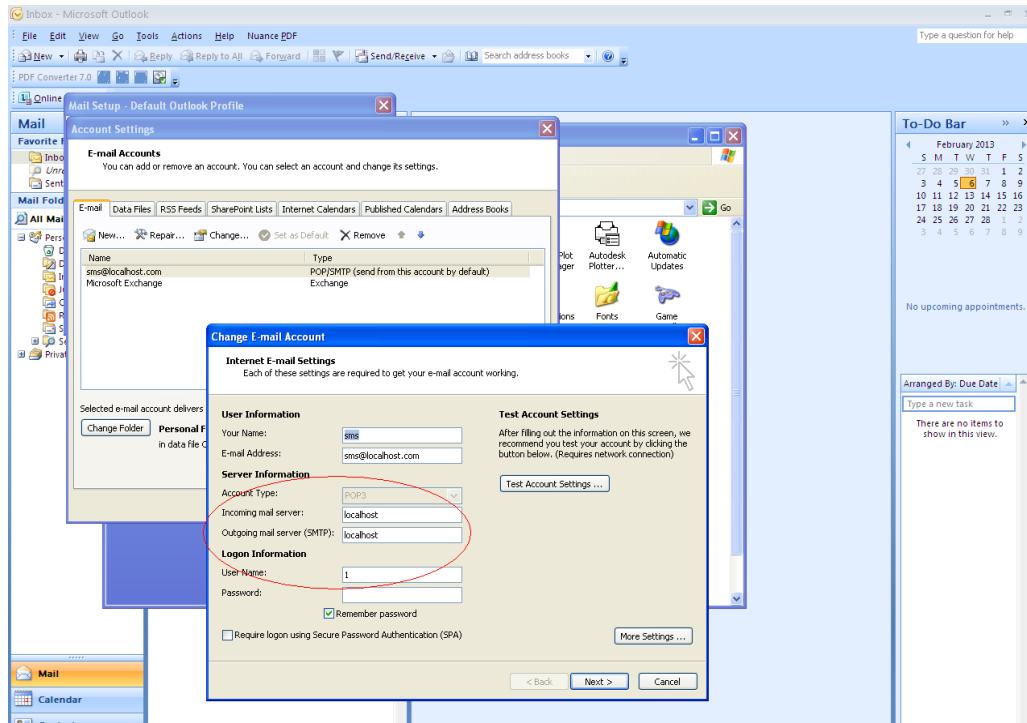 Inbox - Microsoft Outlook
File Edit View Go Tools Actions Help Nuance PDF
Type a question for help
New Reply Reply to All Forward Send/Receive Search address books
PDF Converter 7.0
Online
Mail Setup - Default Outlook Profile
Mail
Favorite
Inbo
Unr
Sent
Mail Fold
All Mai
Pers
D
D
In
Ju
O
R
S
Se
Privat
Account Settings
E-mail Accounts
You can add or remove an account. You can select an account and change its settings.
E-mail Data Files RSS Feeds SharePoint Lists Internet Calendars Published Calendars Address Books
New... Repair... Change... Set as Default Remove
Name Type
sms@localhost.com POP/SMTP (send from this account by default)
Microsoft Exchange Exchange
Selected e-mail account delivers
Change Folder Personal F
in data file C
Go
Plot
ager
Autodesk
Plotter...
Automatic
Updates
ions
Fonts
Game
Change E-mail Account
Internet E-mail Settings
Each of these settings are required to get your e-mail account working.
User Information
Your Name: sms
E-mail Address: sms@localhost.com
Server Information
Account Type: POP3
Incoming mail server: localhost
Outgoing mail server (SMTP): localhost
Logon Information
User Name: 1
Password:
Remember password
Require logon using Secure Password Authentication (SPA)
Test Account Settings
After filling out the information on this screen, we
recommend you test your account by clicking the
button below. (Requires network connection)
Test Account Settings ...
More Settings ...
< Back Next > Cancel
To-Do Bar
February 2013
S M T W T F S
27 28 29 30 31 1 2
3 4 5 6 7 8 9
10 11 12 13 14 15 16
17 18 19 20 21 22 23
24 25 26 27 28 1 2
3 4 5 6 7 8 9
No upcoming appointments.
Arranged By: Due Date
Type a new task
There are no items to
show in this view.
Mail
Calendar